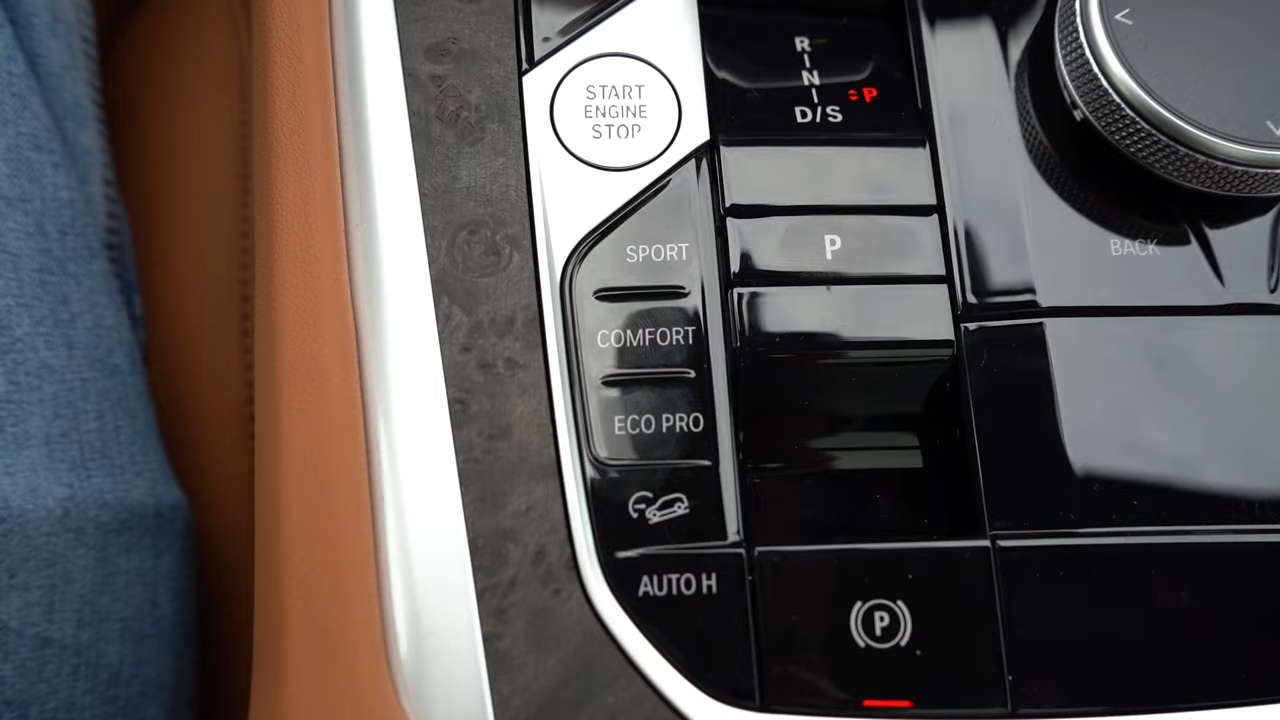 START
ENGINE
STOP
R
N
D/S
P
P
SPORT
COMFORT
ECO PRO
AUTO H
P
BACK